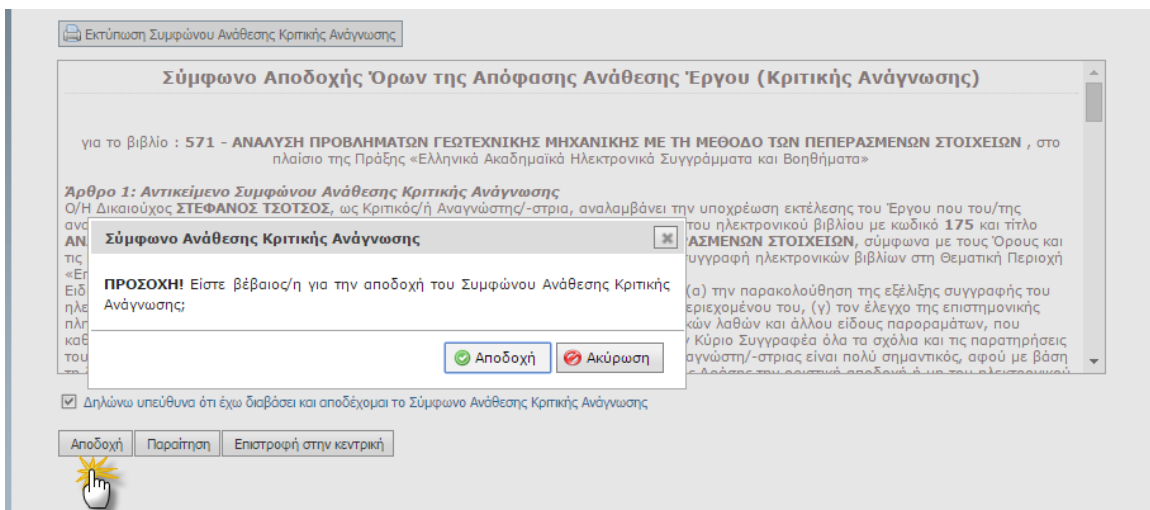 Εκτύπωση Συμφώνου Ανάθεσης Κριτικής Ανάγνωσης
Σύμφωνο Αποδοχής Όρων της Απόφασης Ανάθεσης Έργου (Κριτικής Ανάγνωσης)
για το βιβλίο : 571 - ΑΝΑΛΥΣΗ ΠΡΟΒΛΗΜΑΤΩΝ ΓΕΩΤΕΧΝΙΚΗΣ ΜΗΧΑΝΙΚΗΣ ΜΕ ΤΗ ΜΕΘΟΔΟ ΤΩΝ ΠΕΠΕΡΑΣΜΕΝΩΝ ΣΤΟΙΧΕΙΩΝ , στο
πλαίσιο της Πράξης «Ελληνικά Ακαδημαϊκά Ηλεκτρονικά Συγγράμματα και Βοηθήματα»
Άρθρο 1: Αντικείμενο Συμφώνου Ανάθεσης Κριτικής Ανάγνωσης
Ο/Η Δικαιούχος ΣΤΕΦΑΝΟΣ ΤΣΟΤΣΟΣ, ως Κριτικός/ή Αναγνώστης/-στρια, αναλαμβάνει την υποχρέωση εκτέλεσης του Έργου που του/της
του ηλεκτρονικού βιβλίου με κωδικό 175 και τίτλο
ΣΤΟΙΧΕΙΩΝ, σύμφωνα με τους Όρους και
τις
συγγραφή ηλεκτρονικών βιβλίων στη Θεματική Περιοχή
(α) την παρακολούθηση της εξέλιξης συγγραφής του
περιεχομένου του, (γ) τον έλεγχο της επιστημονικής
λαθών και άλλου είδους παροραμάτων, που
Κύριο Συγγραφέα όλα τα σχόλια και τις παρατηρήσεις
του
είναι πολύ σημαντικός, αφού με βάση
Σύμφωνο Ανάθεσης Κριτικής Ανάγνωσης
ΠΡΟΣΟΧΗ! Είστε βέβαιος/η για την αποδοχή του Συμφώνου Ανάθεσης Κριτικής
Ανάγνωσης;
Αποδοχή Ακύρωση
Δηλώνω υπεύθυνα ότι έχω διαβάσει και αποδέχομαι το Σύμφωνο Ανάθεσης Κριτικής Ανάγνωσης
Αποδοχή Παραίτηση Επιστροφή στην κεντρική